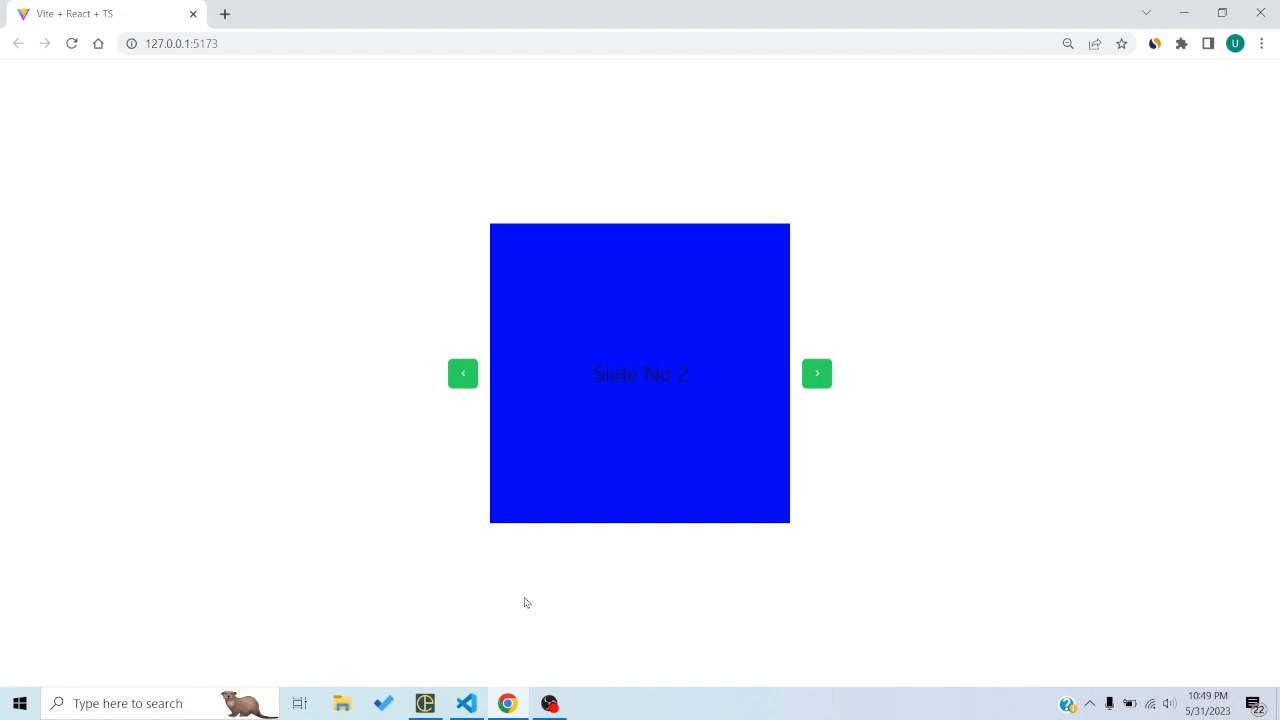 Vite + React + TS
127.0.0.1:5173
U
Slide No 2
Type here to search
10:49 PM
5/31/2023
22